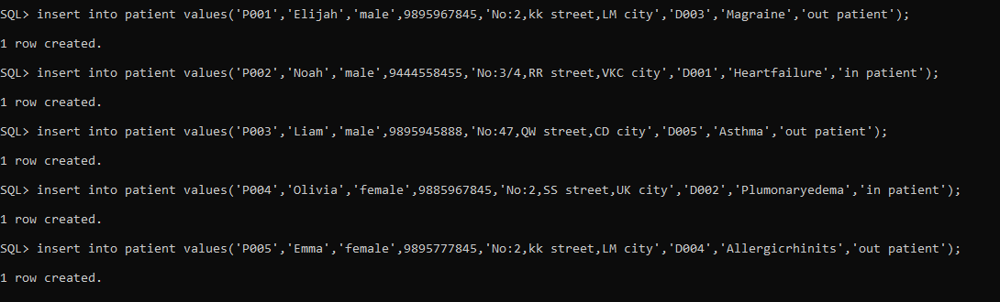 SQL> insert into patient values('P001','Elijah','male',9895967845,'No:2,kk street,LM city','D003','Magraine','out patient');
1 row created.
SQL> insert into patient values('P002','Noah','male',9444558455,'No:3/4,RR street,VKC city','D001','Heartfailure','in patient');
1 row created.
SQL> insert into patient values('P003','Liam','male',9895945888,'No:47,QW street,CD city','D005','Asthma','out patient');
1 row created.
SQL> insert into patient values('P004','Olivia','female',9885967845,'No:2,SS street,UK city','D002','Plumonaryedema','in patient');
1 row created.
SQL> insert into patient values('P005','Emma','female',9895777845,'No:2,kk street,LM city','D004','Allergicrhinits','out patient');
1 row created.